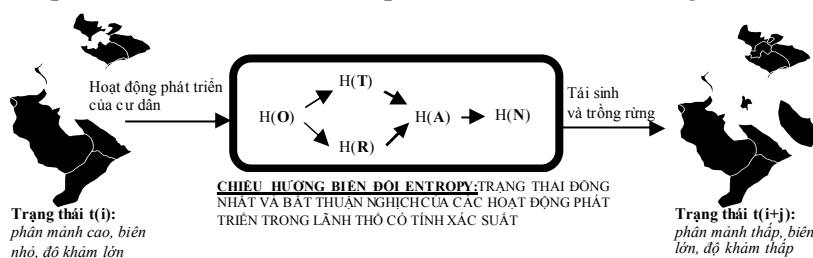 Hoạt động phát triển
của cư dân
H(O)
H(T)
H(R)
H(A)
H(N)
Tái sinh
và trồng rừng
CHIỀU HƯỚNG BIẾN ĐỔI ENTROPY:TRẠNG THÁI ĐỒNG
NHẤT VÀ BẤT THUẬN NGHỊCH CỦA CÁC HOẠT ĐỘNG PHÁT
TRIỂN TRONG LÃNH THỔ CÓ TÍNH XÁC SUẤT
Trạng thái t(i):
phân mảnh cao, biên
nhỏ, độ khảm lớn
Trạng thái t(i+j):
phân mảnh thấp, biên
lớn, độ khảm thấp